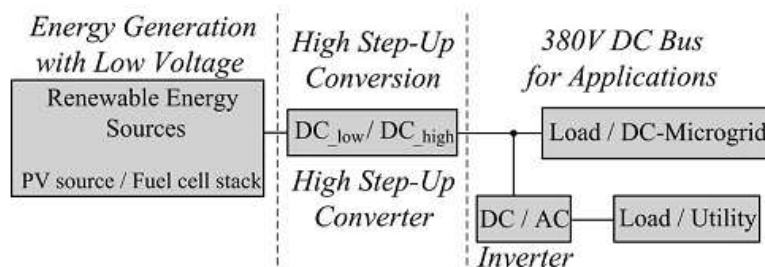 Energy Generation
with Low Voltage
Renewable Energy
Sources
PV source / Fuel cell stack
High Step-Up
Conversion
DC_low / DC_high
High Step-Up
Converter
380V DC Bus
for Applications
Load / DC-Microgrid
DC / AC
Load / Utility
Inverter